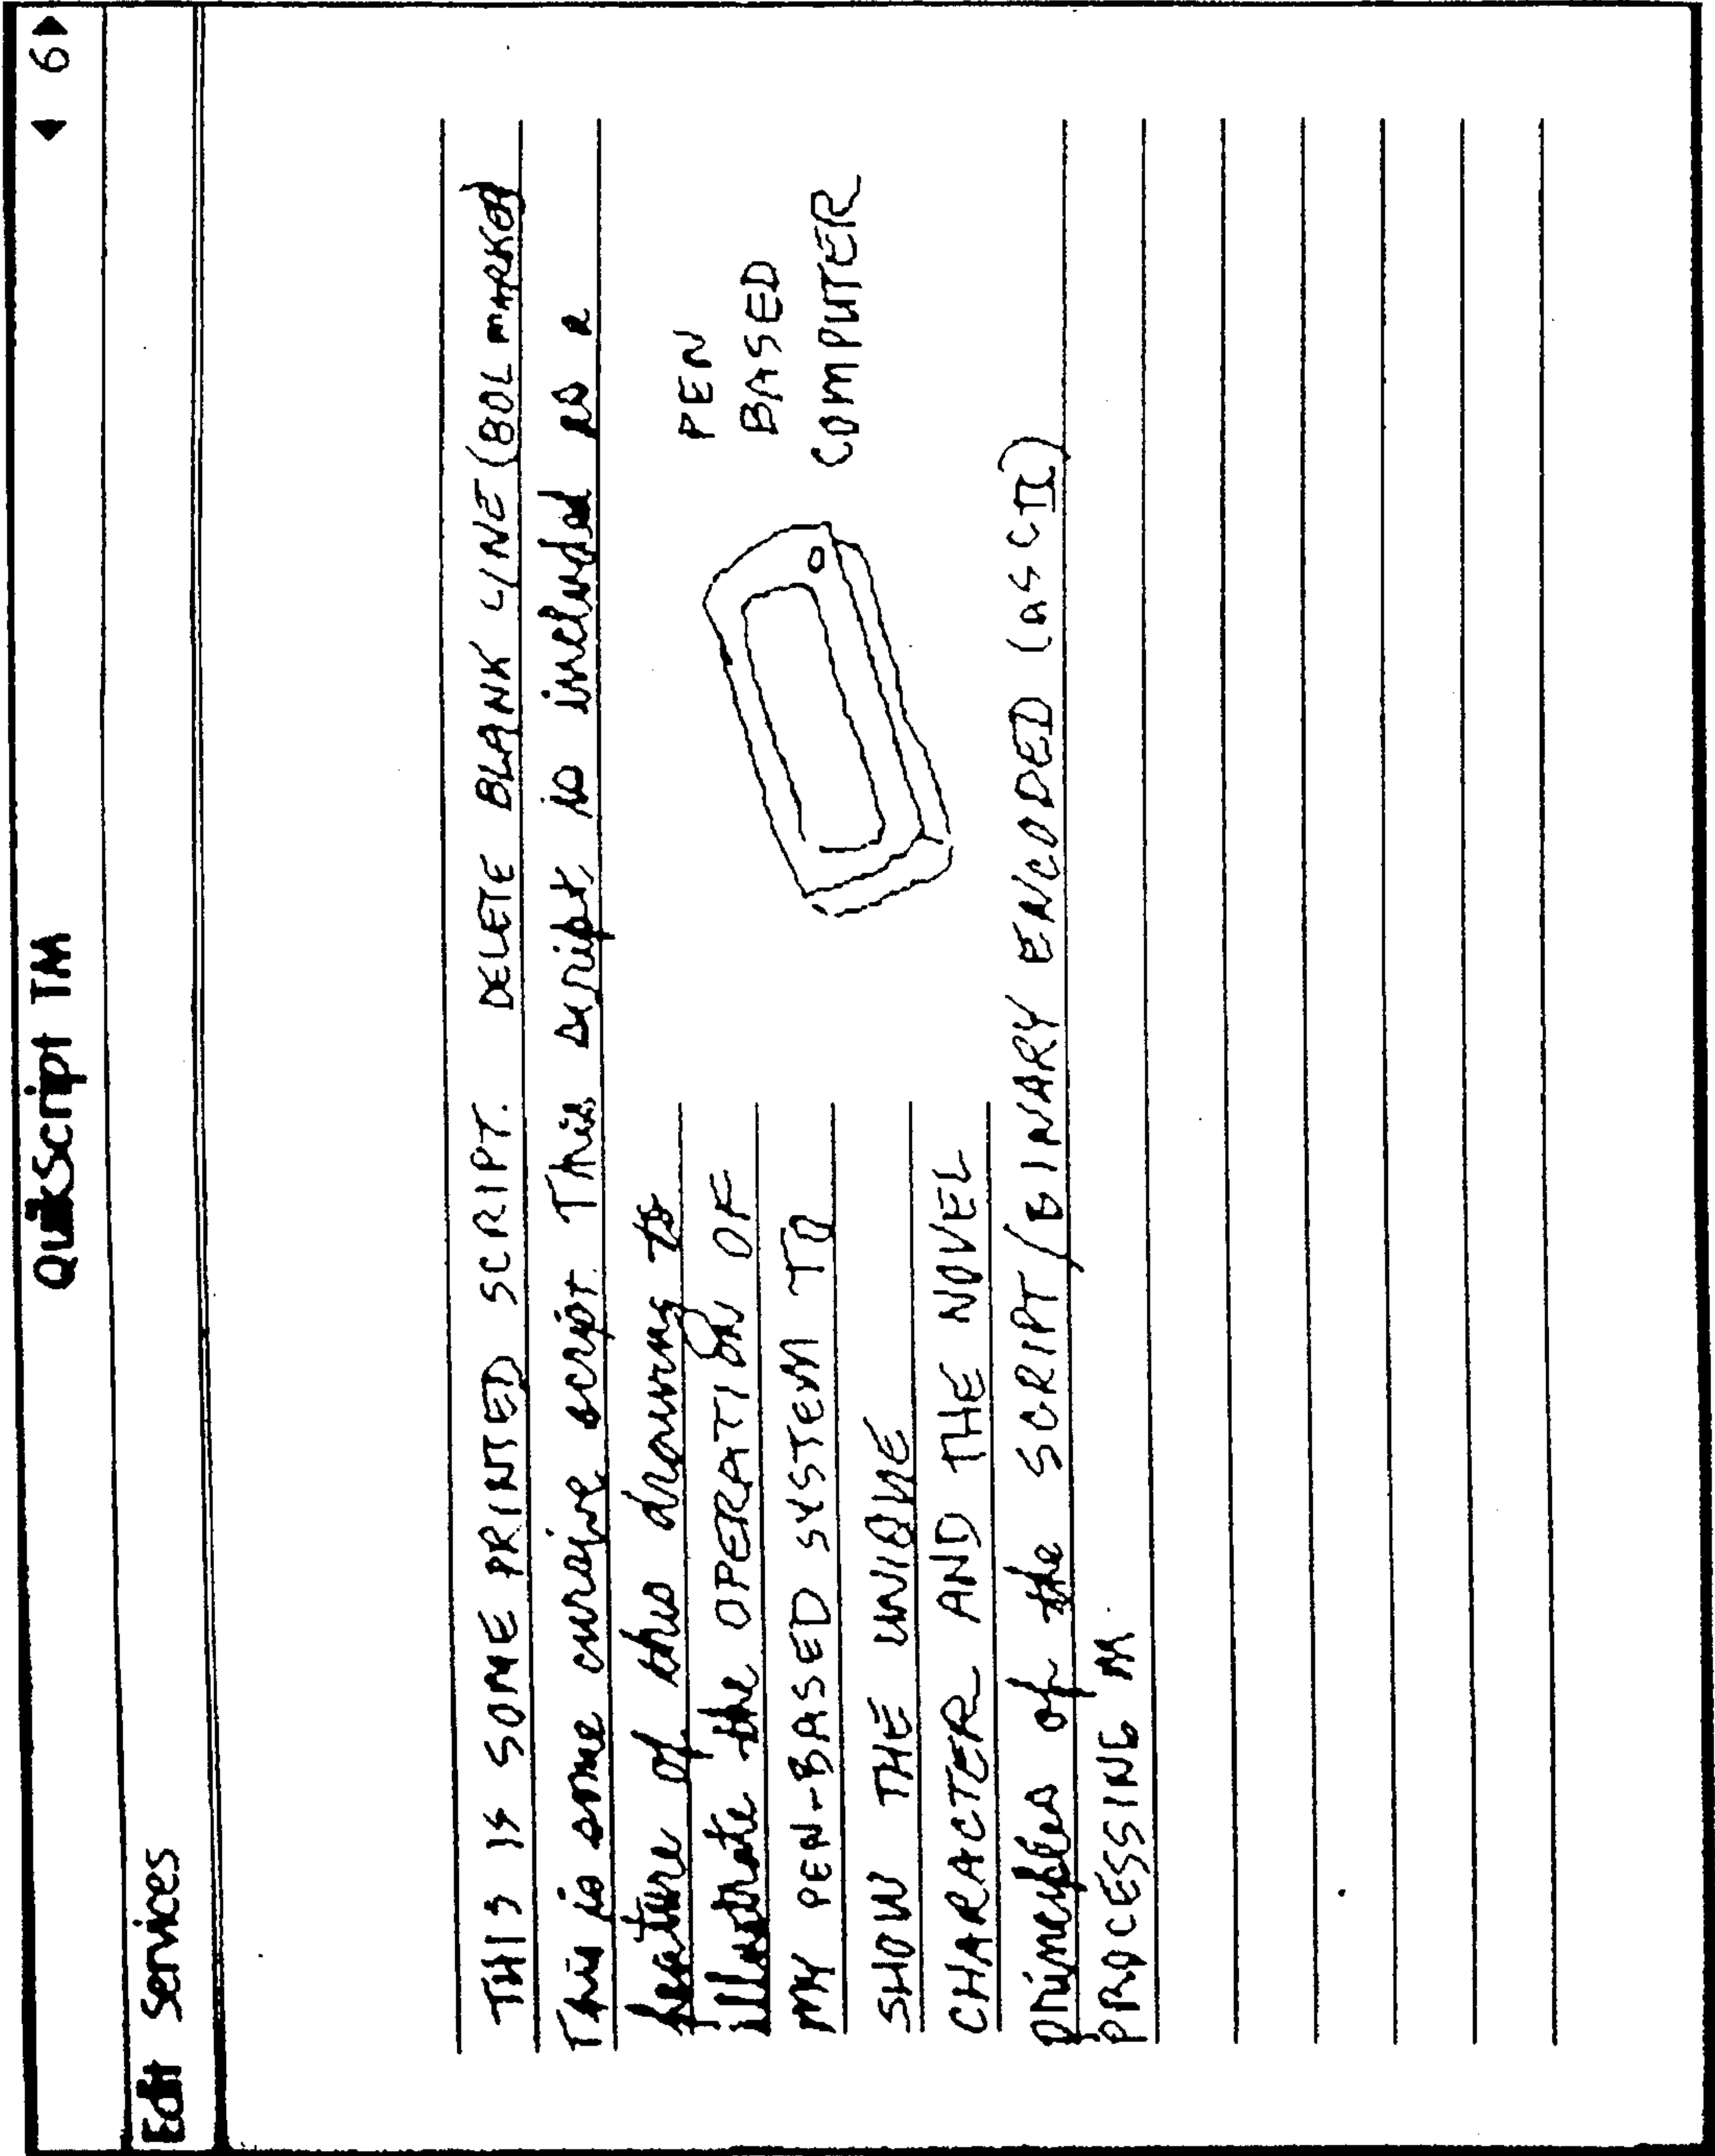 QuikScript TM
◄ 6►
Edit Services
THIS IS SOME PRINTED SCRIPT. DELETE BLANK LINE (BOL MARKER)
This is some cursive script. This script is included as a
feature of this drawing to
illustrate the OPERATION OF
MY PEN-BASED SYSTEM TO
SHOW THE UNIQUE
CHARACTER AND THE NOVEL
PEN
BASED
COMPUTER
Principles of the SCRIPT/BINARY ENCODED (ASCII)
PROCESSING